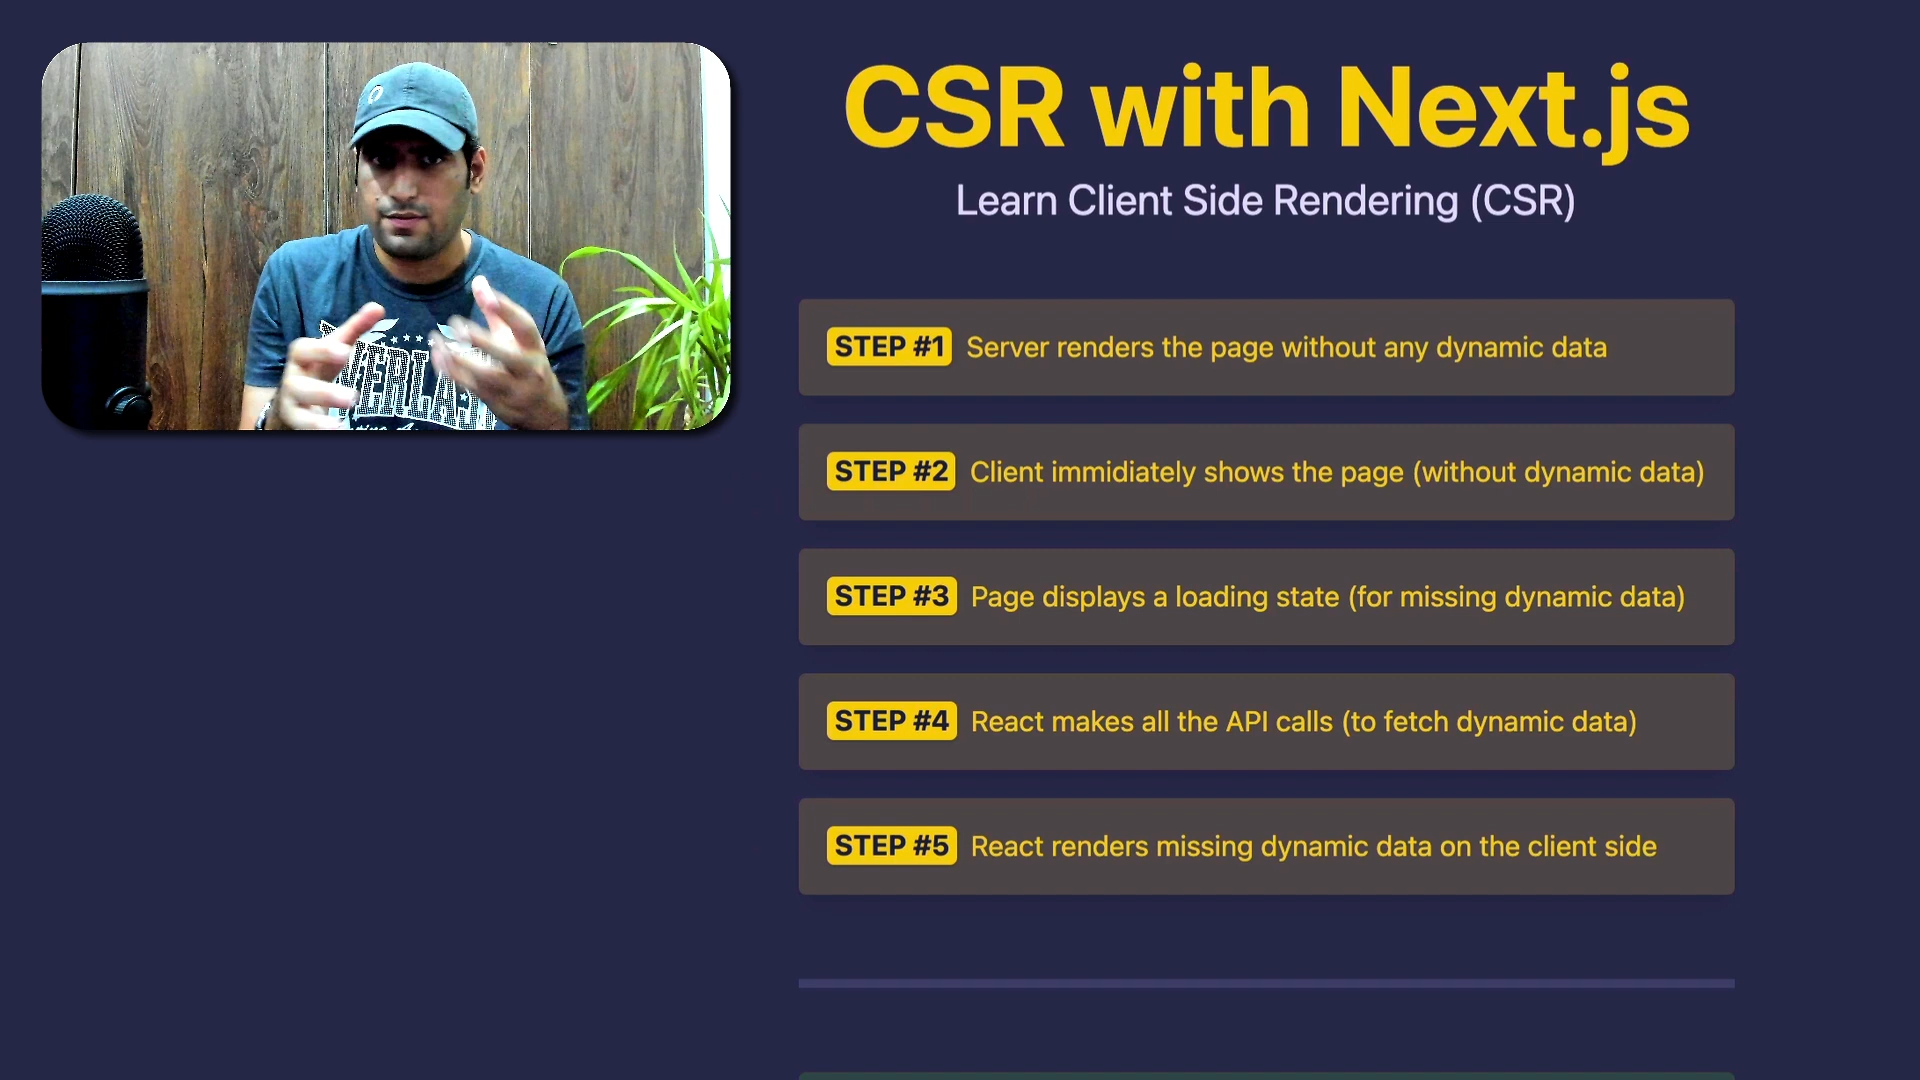 CSR with Next.js
Learn Client Side Rendering (CSR)
STEP #1 Server renders the page without any dynamic data
STEP #2 Client immidiately shows the page (without dynamic data)
STEP #3 Page displays a loading state (for missing dynamic data)
STEP #4 React makes all the API calls (to fetch dynamic data)
STEP #5 React renders missing dynamic data on the client side